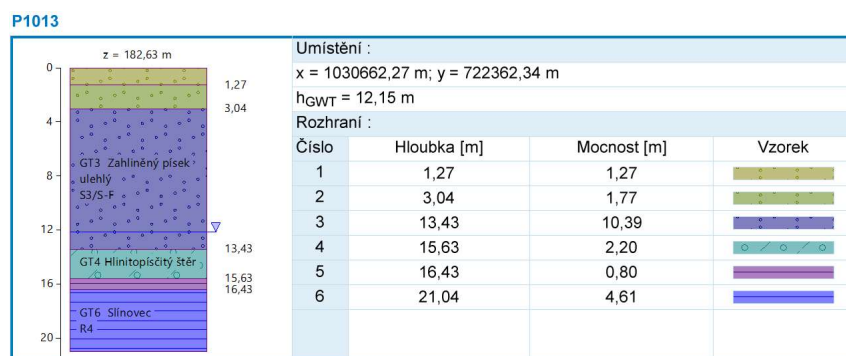 P1013
z = 182,63 m
0
4
8
12
16
20
1,27
3,04
13,43
15,63
16,43
GT3 Zahliněný písek
ulehlý
S3/S-F
GT4 Hlinitopísčitý štěr
GT6 Slínovec
R4
Umístění :
x = 1030662,27 m; y = 722362,34 m
hGWT = 12,15 m
Rozhraní :
Číslo Hloubka [m] Mocnost [m] Vzorek
1 1,27 1,27
2 3,04 1,77
3 13,43 10,39
4 15,63 2,20
5 16,43 0,80
6 21,04 4,61